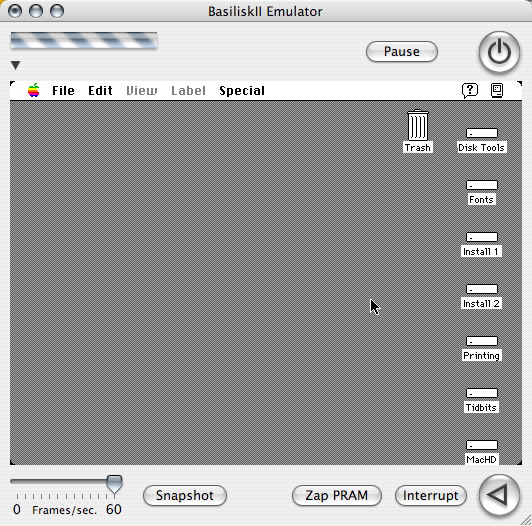 BasiliskII Emulator
Pause
File Edit View Label Special
Trash
Disk Tools
Fonts
Install 1
Install 2
Printing
Tidbits
MacHD
0 Frames/sec. 60
Snapshot
Zap PRAM
Interrupt